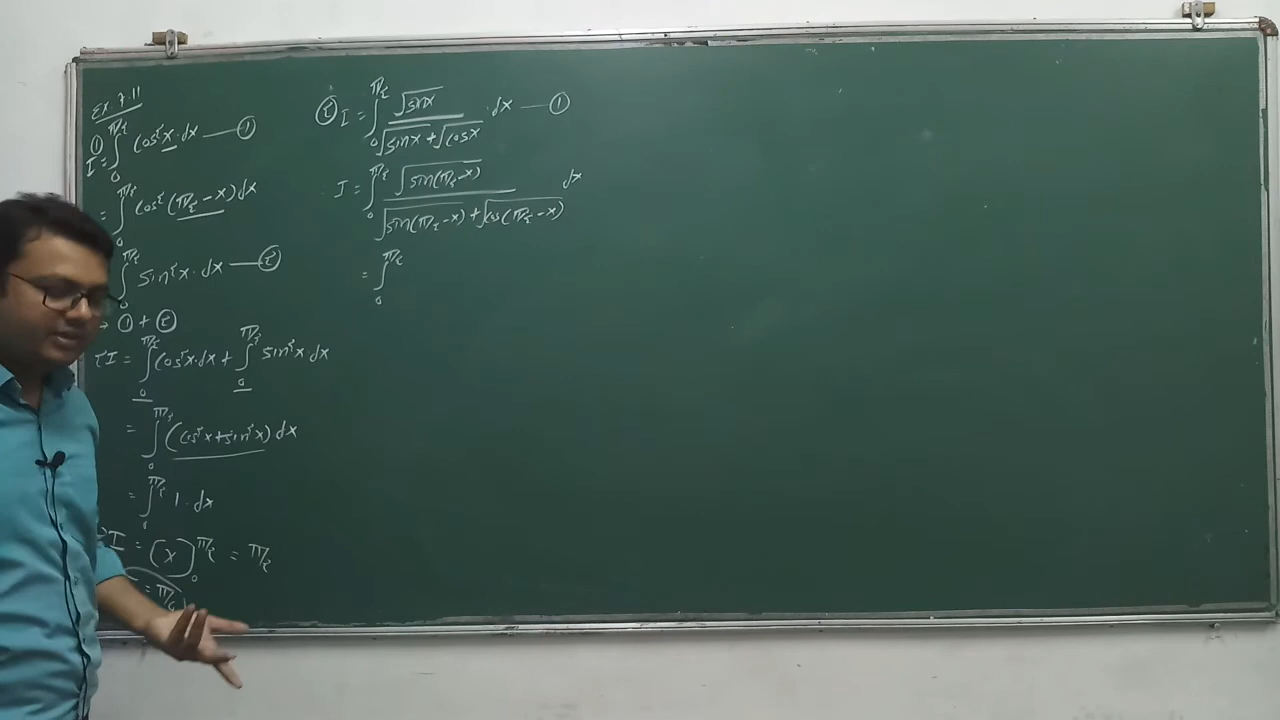 Ex. 7.11
① I = ∫₀^{π/2} cos²x · dx —— ①
= ∫₀^{π/2} cos²(π/2 - x) dx
∫₀^{π/2} sin²x · dx —— ②
→ ① + ②
2I = ∫₀^{π/2} cos²x · dx + ∫₀^{π/2} sin²x dx
= ∫₀^{π/2} (cos²x + sin²x) dx
= ∫₀^{π/2} 1 · dx
2I = [x]₀^{π/2} = π/2
= π/4
② I = ∫₀^{π/2} √sinx / (√sinx + √cosx) · dx —— ①
I = ∫₀^{π/2} √sin(π/2 - x) / (√sin(π/2 - x) + √cos(π/2 - x)) dx
= ∫₀^{π/2}